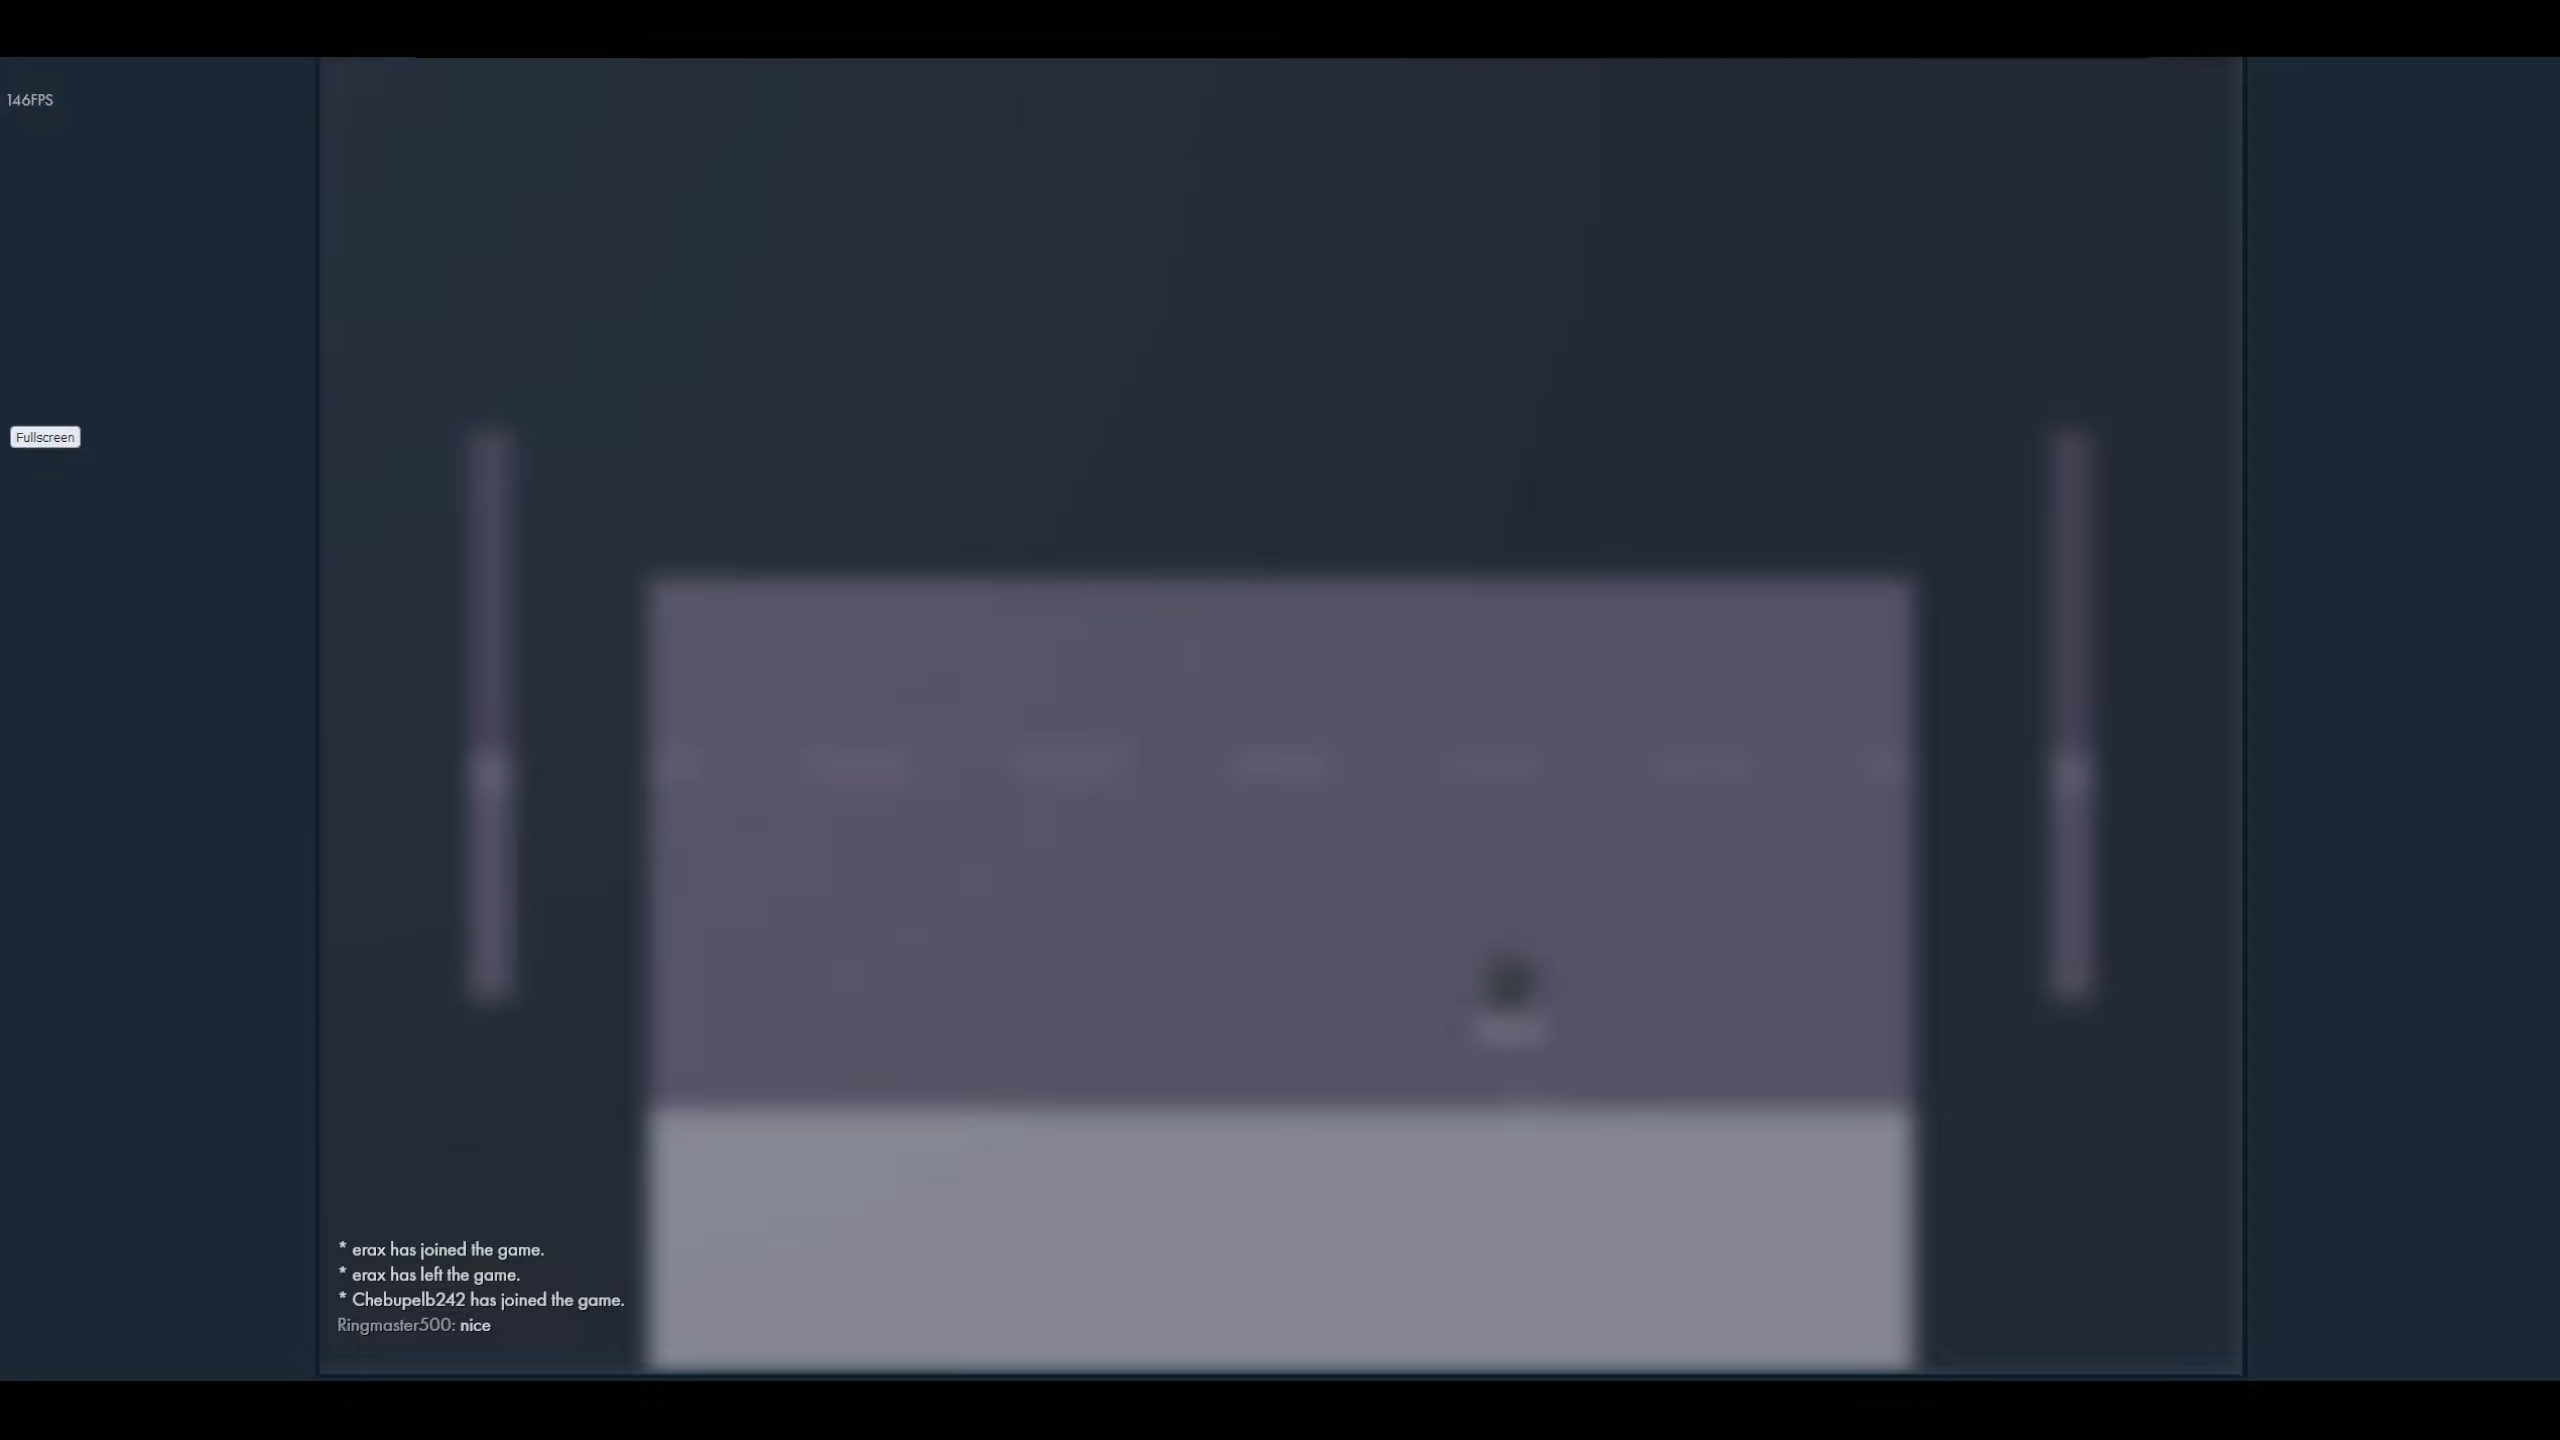 146FPS
Fullscreen
* erax has joined the game.
* erax has left the game.
* Chebupelb242 has joined the game.
Ringmaster500: nice